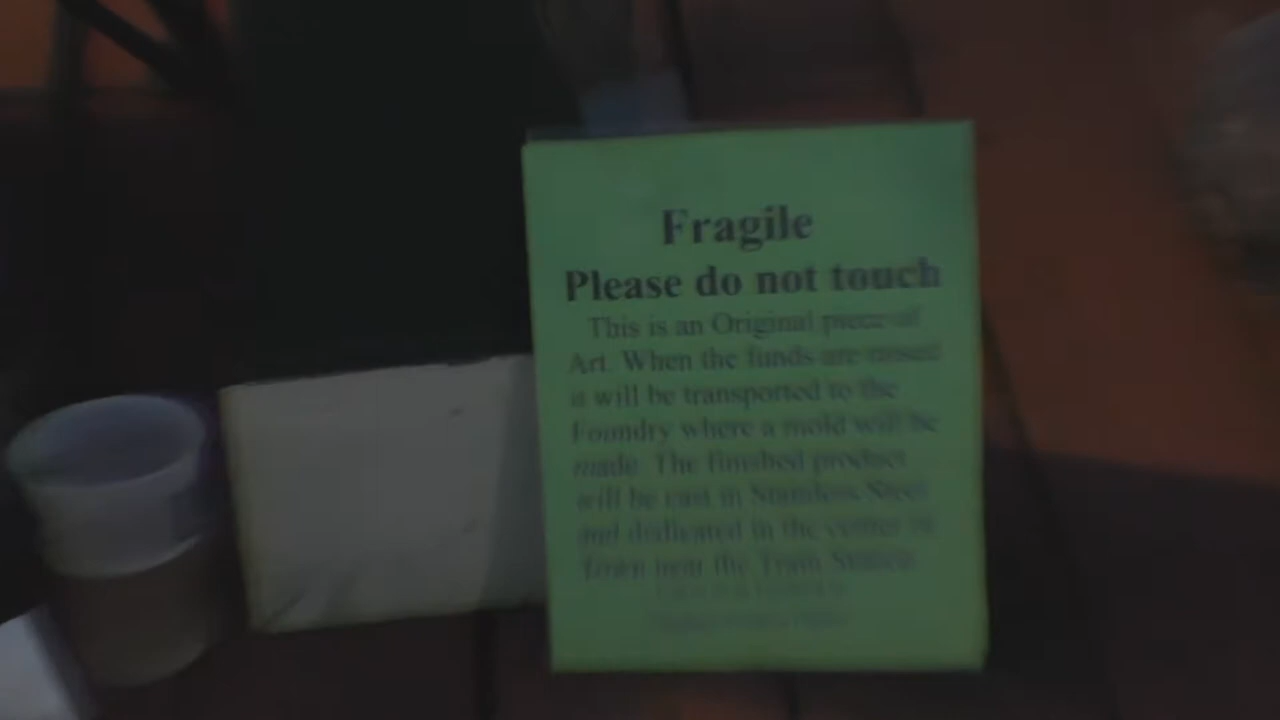 Fragile
Please do not touch
This is an Original piece of
Art. When the funds are raised
it will be transported to the
Foundry where a mold will be
made. The finished product
will be cast in Stainless Steel
and dedicated in the center of
Town near the Train Station